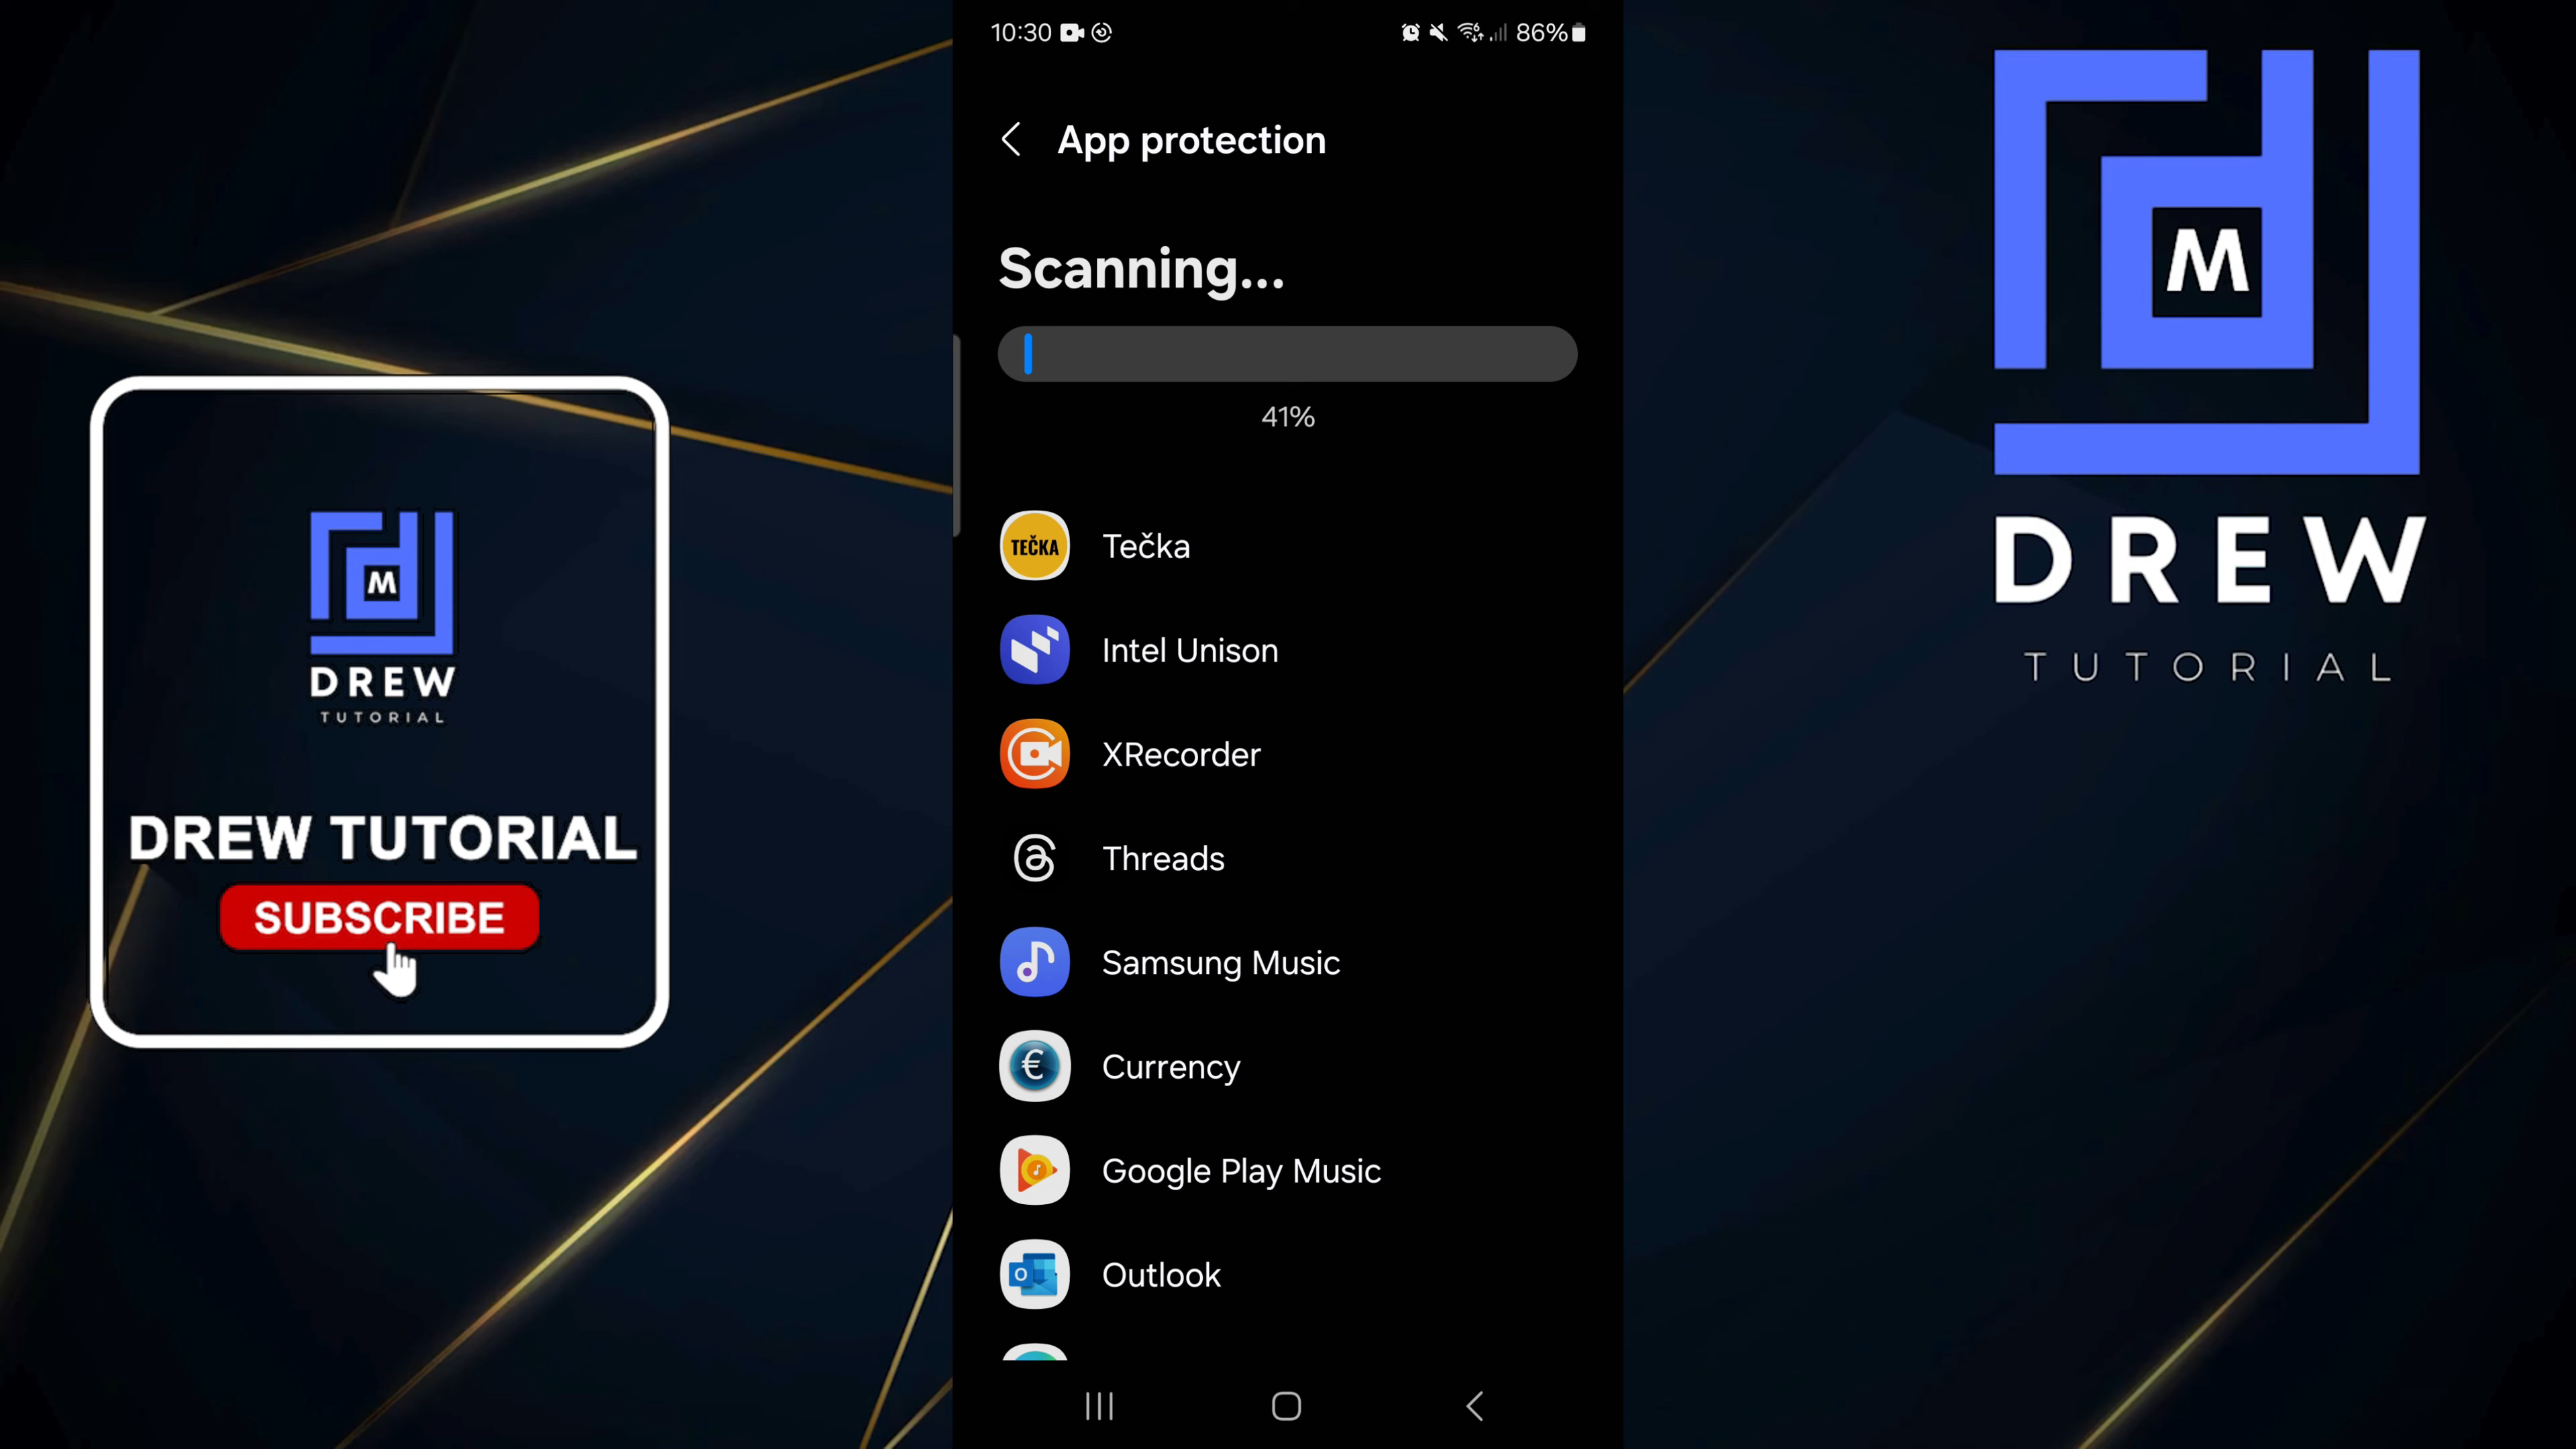 M
DREW
TUTORIAL
DREW TUTORIAL
SUBSCRIBE
10:30
6
86%
App protection
Scanning...
41%
TEČKA
Tečka
Intel Unison
XRecorder
Threads
Samsung Music
€
Currency
Google Play Music
O
Outlook
M
DREW
TUTORIAL